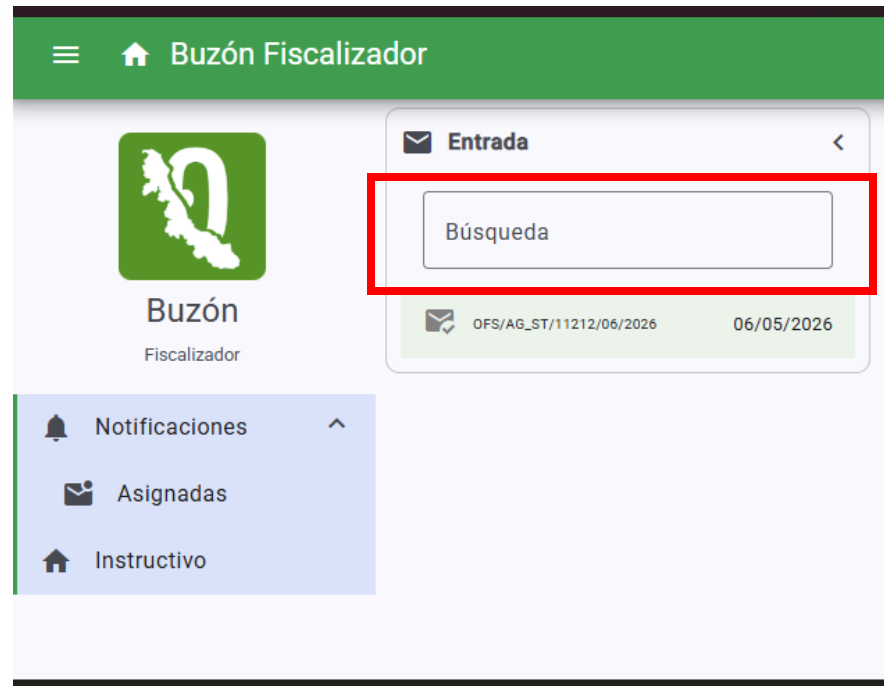 Buzón Fiscalizador
Buzón
Fiscalizador
Notificaciones
Asignadas
Instructivo
Entrada
Búsqueda
OFS/AG_ST/11212/06/2026 06/05/2026